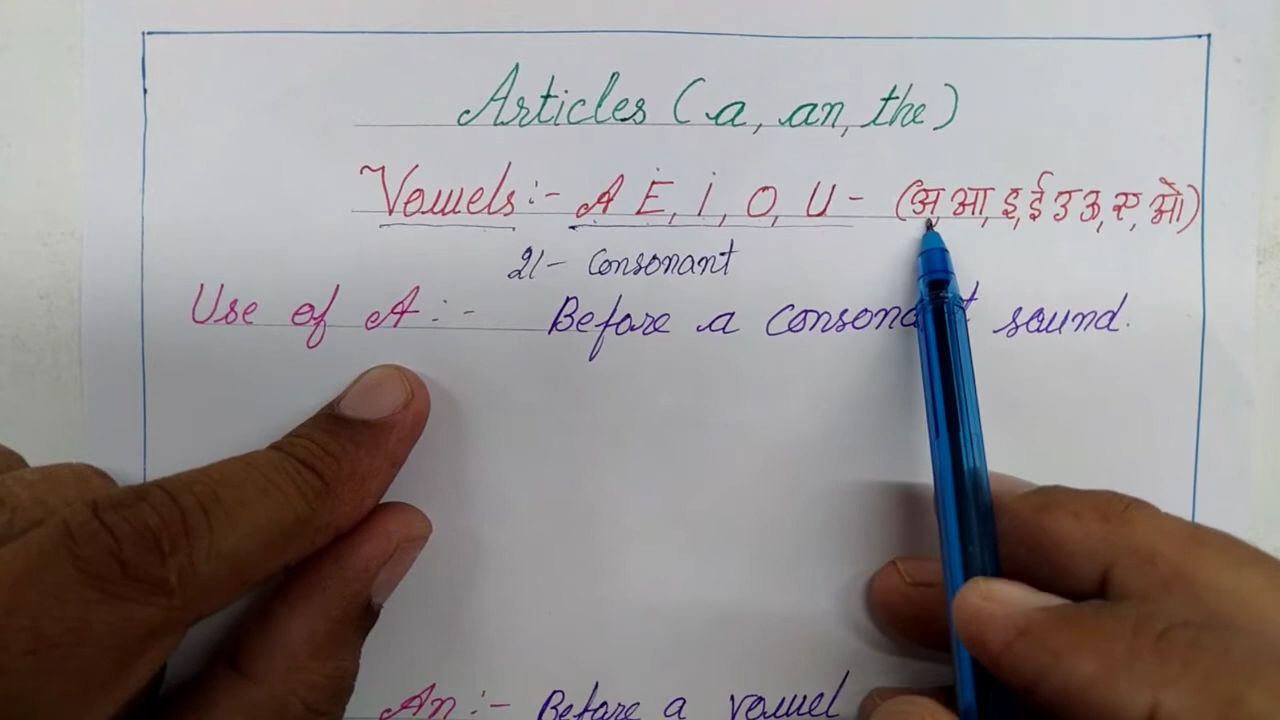 Articles (a, an, the)
Vowels :- A E, I, O, U - (अ, आ, इ, ई उ ऊ, ए, ओ)
21- Consonant
Use of A :- Before a consonant sound.
An :- Before a vowel